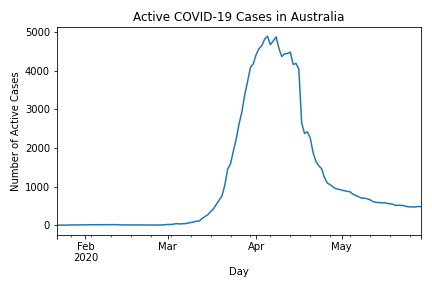 Active COVID-19 Cases in Australia
5000
4000
3000
2000
1000
0
Number of Active Cases
Feb
2020
Mar
Apr
May
Day